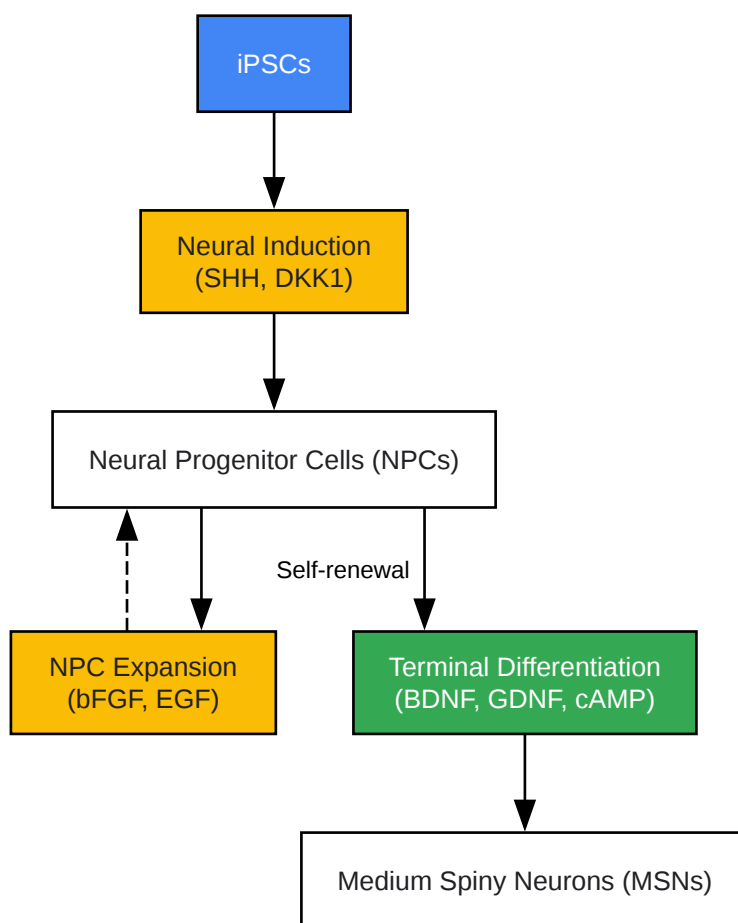 iPSCs
Neural Induction
(SHH, DKK1)
Neural Progenitor Cells (NPCs)
Self-renewal
NPC Expansion
(bFGF, EGF)
Terminal Differentiation
(BDNF, GDNF, cAMP)
Medium Spiny Neurons (MSNs)